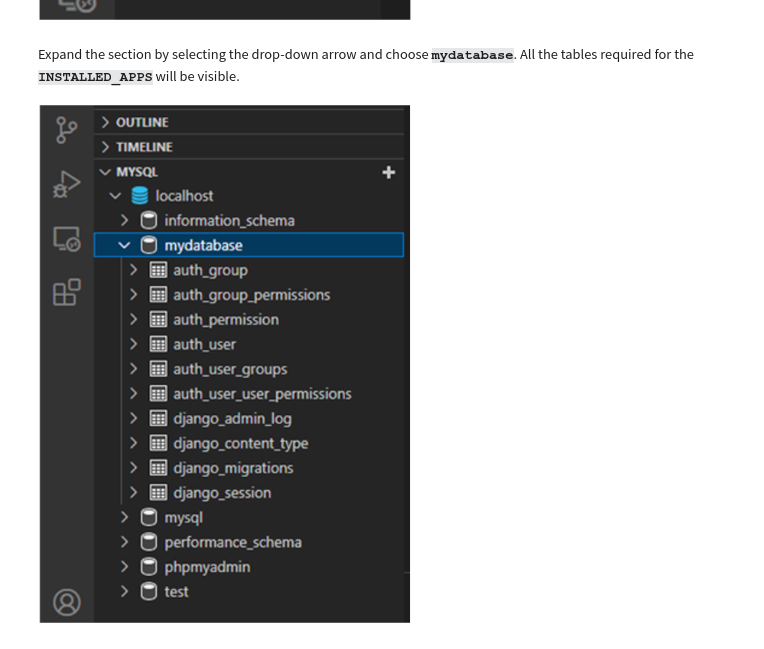 Expand the section by selecting the drop-down arrow and choose mydatabase. All the tables required for the
INSTALLED_APPS will be visible.
OUTLINE
TIMELINE
MYSQL
localhost
information_schema
mydatabase
auth_group
auth_group_permissions
auth_permission
auth_user
auth_user_groups
auth_user_user_permissions
django_admin_log
django_content_type
django_migrations
django_session
mysql
performance_schema
phpmyadmin
test